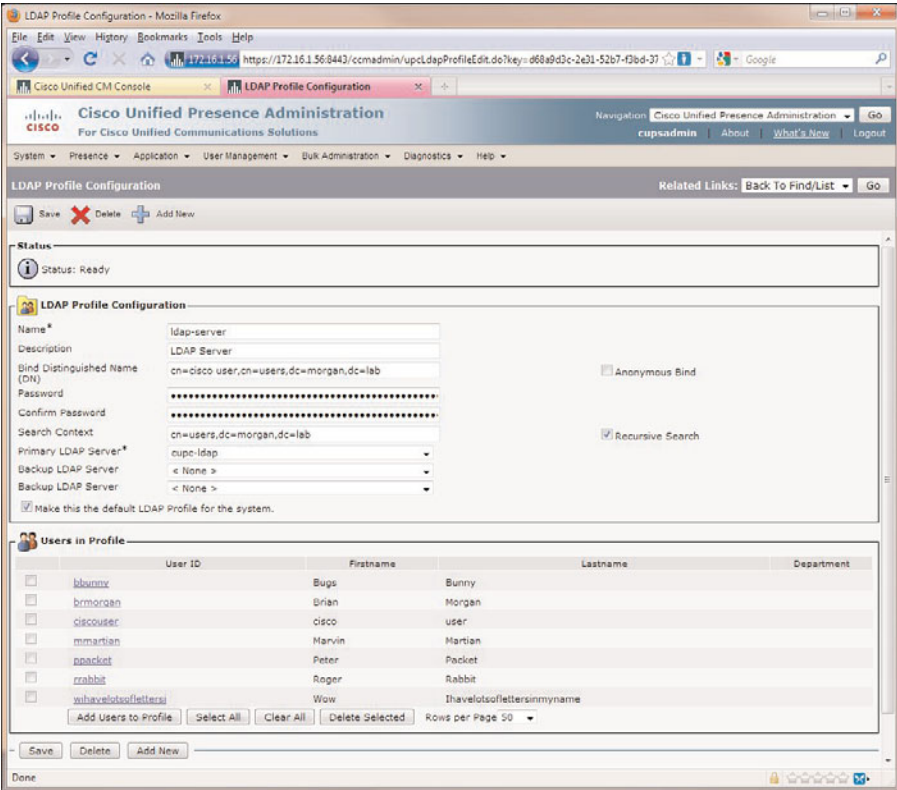 LDAP Profile Configuration - Mozilla Firefox
File Edit View History Bookmarks Tools Help
172.16.1.56 https://172.16.1.56:8443/ccmadmin/upcLdapProfileEdit.do?key=d68a9d3c-2e31-52b7-f3bd-37 Google
Cisco Unified CM Console LDAP Profile Configuration
CISCO
Cisco Unified Presence Administration
For Cisco Unified Communications Solutions
Navigation Cisco Unified Presence Administration Go
cupsadmin | About | What's New | Logout
System Presence Application User Management Bulk Administration Diagnostics Help
LDAP Profile Configuration Related Links: Back To Find/List Go
Save Delete Add New
Status
Status: Ready
LDAP Profile Configuration
Name* ldap-server
Description LDAP Server
Bind Distinguished Name (DN) cn=cisco user,cn=users,dc=morgan,dc=lab Anonymous Bind
Password
Confirm Password
Search Context cn=users,dc=morgan,dc=lab Recursive Search
Primary LDAP Server* cupc-ldap
Backup LDAP Server < None >
Backup LDAP Server < None >
Make this the default LDAP Profile for the system.
Users in Profile
User ID Firstname Lastname Department
bbunny Bugs Bunny
brmorgan Brian Morgan
ciscouser cisco user
mmartian Marvin Martian
ppacket Peter Packet
rrabbit Roger Rabbit
wihavelotsoflettersi Wow Ihavelotsoflettersinmyname
Add Users to Profile Select All Clear All Delete Selected Rows per Page 50
Save Delete Add New
Done